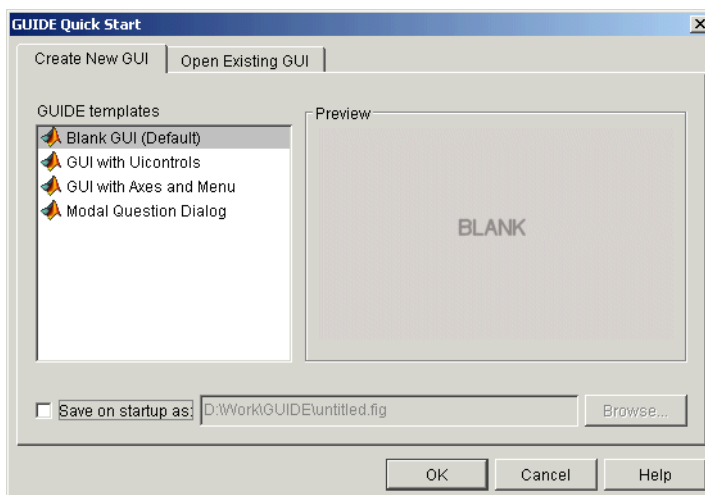 GUIDE Quick Start
Create New GUI
Open Existing GUI
GUIDE templates
Blank GUI (Default)
GUI with Uicontrols
GUI with Axes and Menu
Modal Question Dialog
Preview
BLANK
Save on startup as:
D:\Work\GUIDE\untitled.fig
Browse...
OK
Cancel
Help